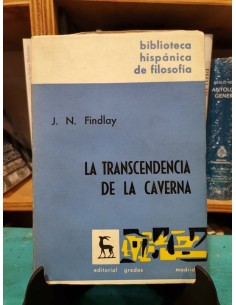 biblioteca
hispánica
de filosofía
J. N. Findlay
LA TRANSCENDENCIA
DE LA CAVERNA
editorial gredos madrid